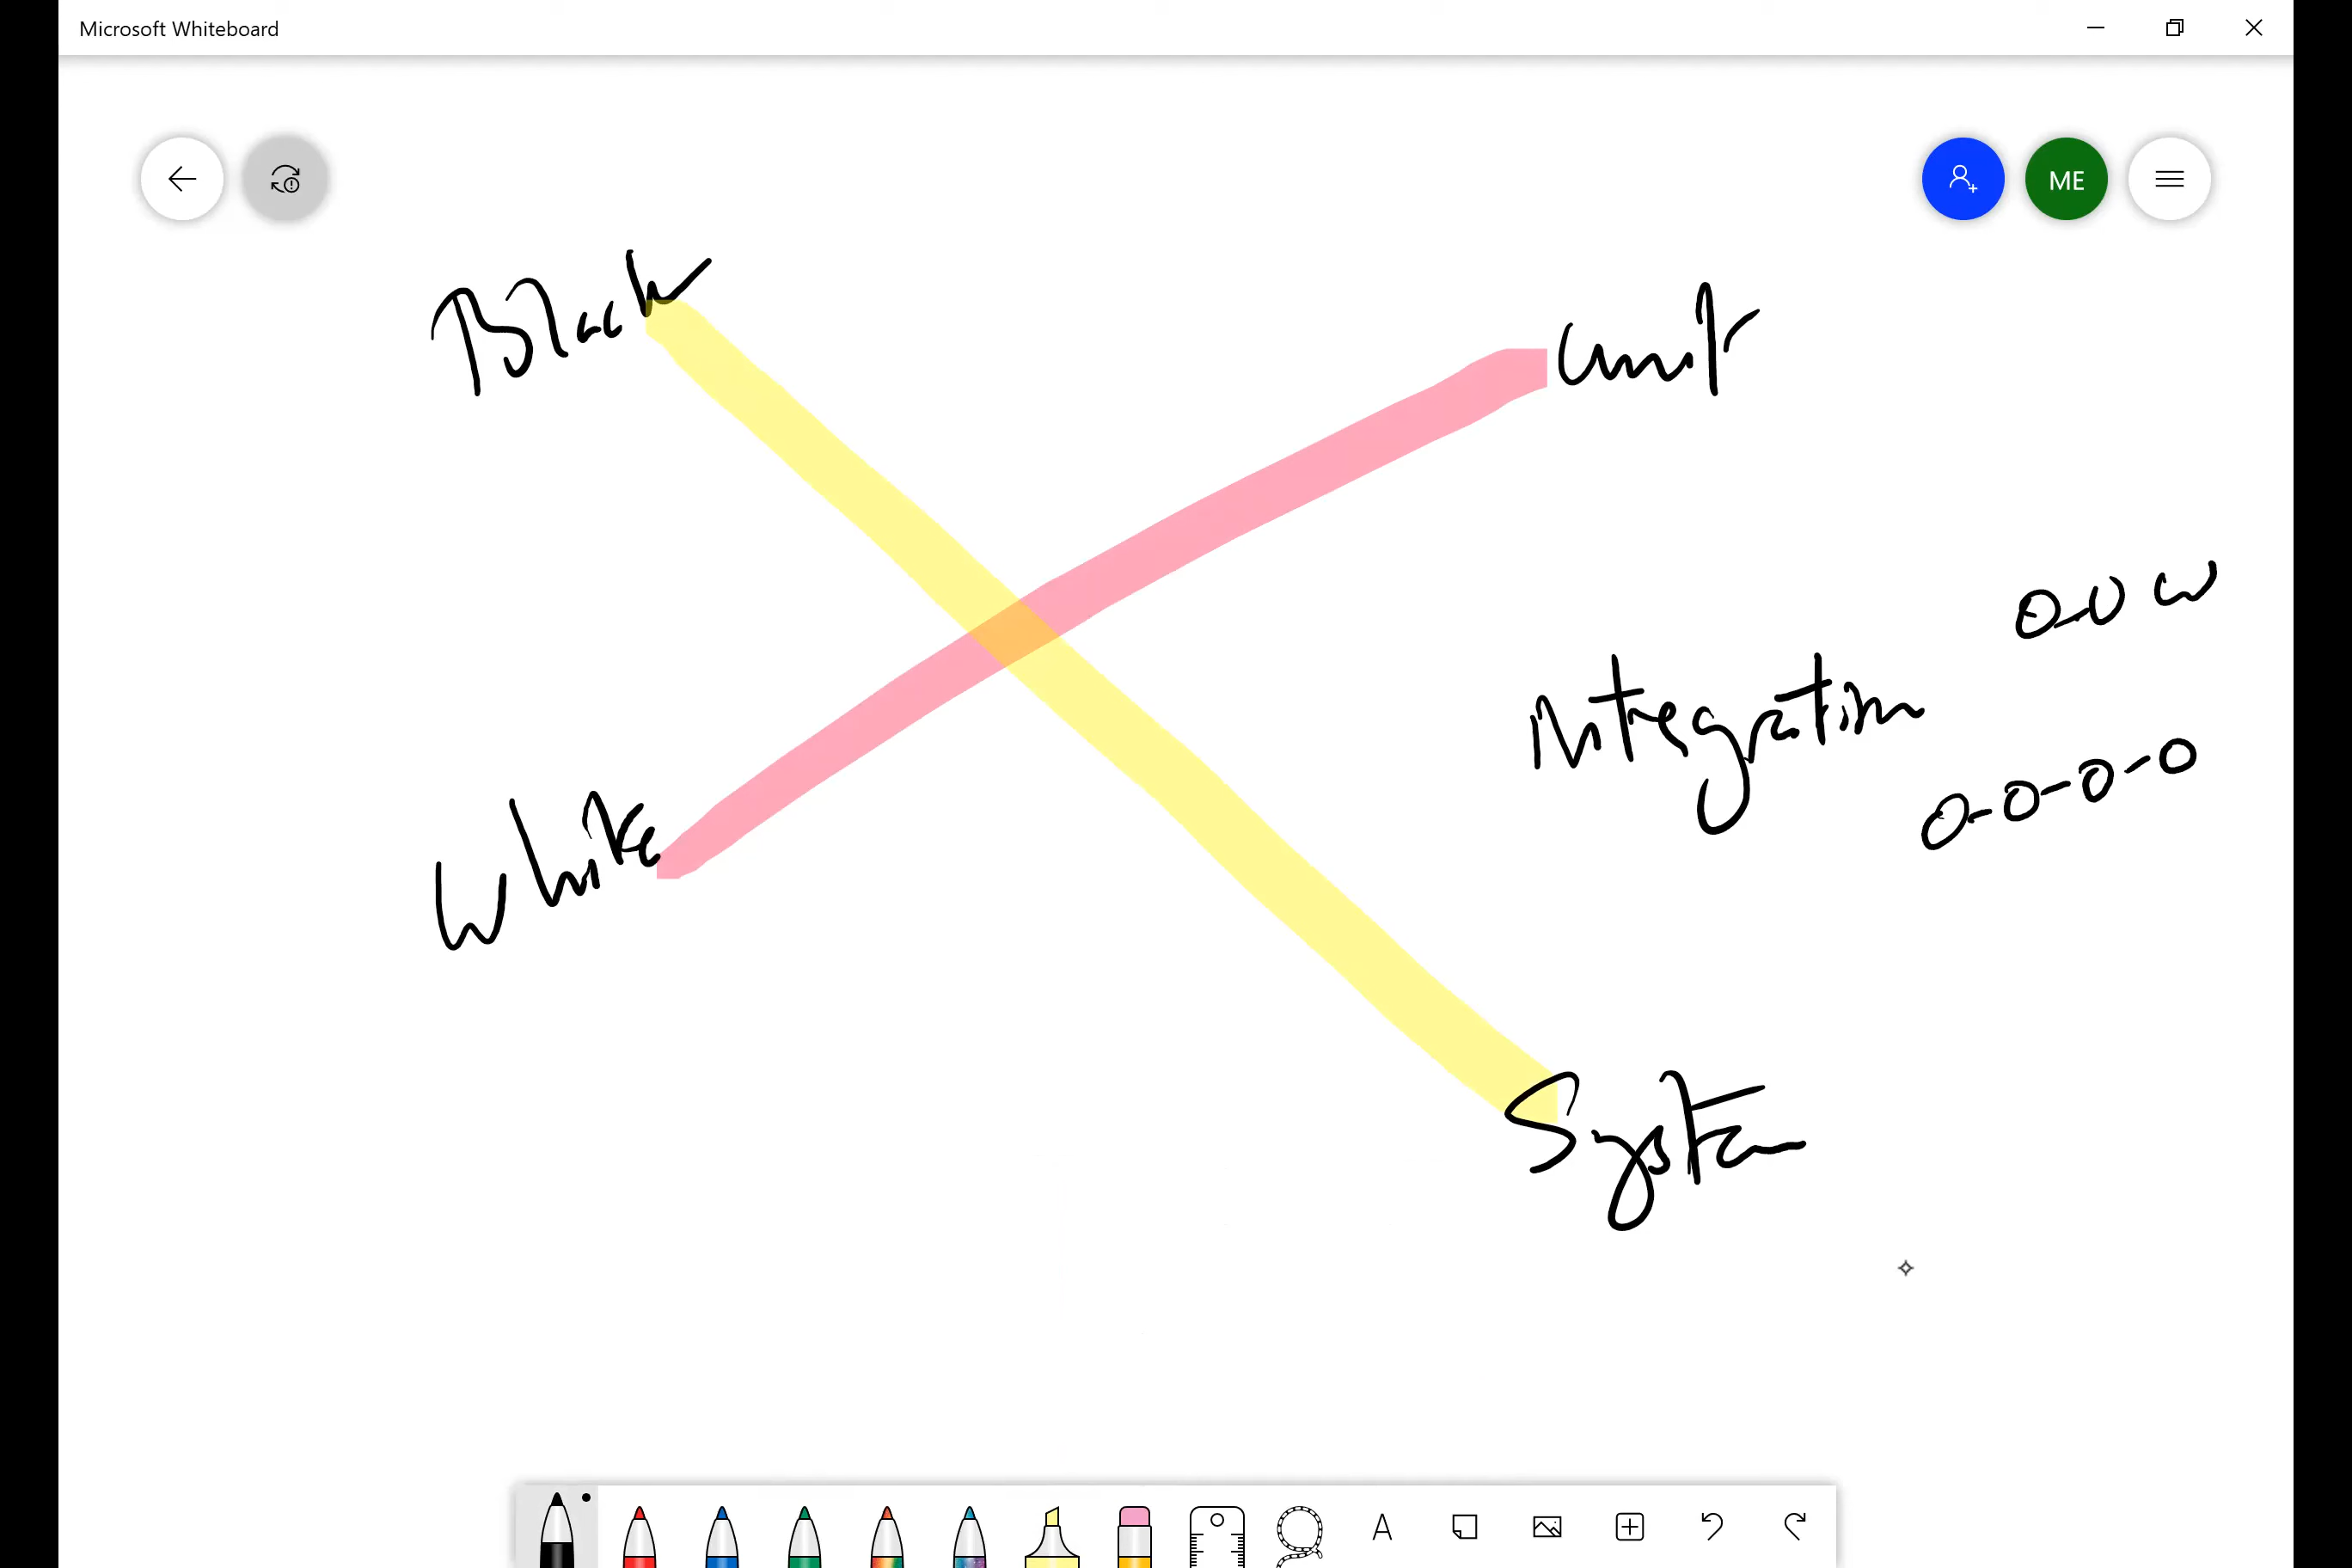 Microsoft Whiteboard
ME
Black
Unit
White
Integration
System
A